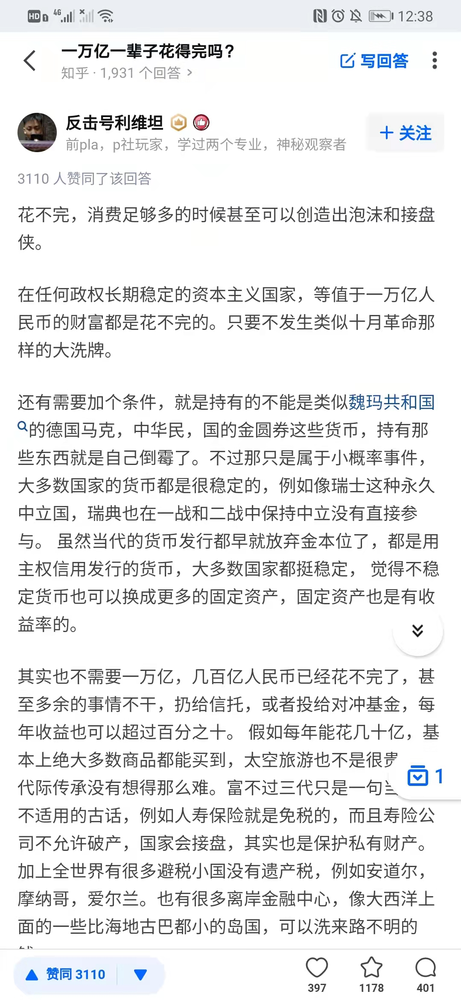 HD 1 4G 12:38
一万亿一辈子花得完吗？
知乎 · 1,931 个回答 >
写回答
反击号利维坦
前pla，p社玩家，学过两个专业，神秘观察者
+ 关注
3110 人赞同了该回答
花不完，消费足够多的时候甚至可以创造出泡沫和接盘
侠。
在任何政权长期稳定的资本主义国家，等值于一万亿人
民币的财富都是花不完的。只要不发生类似十月革命那
样的大洗牌。
还有需要加个条件，就是持有的不能是类似魏玛共和国
的德国马克，中华民，国的金圆券这些货币，持有那
些东西就是自己倒霉了。不过那只是属于小概率事件，
大多数国家的货币都是很稳定的，例如像瑞士这种永久
中立国，瑞典也在一战和二战中保持中立没有直接参
与。 虽然当代的货币发行都早就放弃金本位了，都是用
主权信用发行的货币，大多数国家都挺稳定， 觉得不稳
定货币也可以换成更多的固定资产，固定资产也是有收
益率的。
其实也不需要一万亿，几百亿人民币已经花不完了，甚
至多余的事情不干，扔给信托，或者投给对冲基金，每
年收益也可以超过百分之十。 假如每年能花几十亿，基
本上绝大多数商品都能买到，太空旅游也不是很贵
1
代际传承没有想得那么难。富不过三代只是一句
不适用的古话，例如人寿保险就是免税的，而且寿险公
司不允许破产，国家会接盘，其实也是保护私有财产。
加上全世界有很多避税小国没有遗产税，例如安道尔，
摩纳哥，爱尔兰。也有很多离岸金融中心，像大西洋上
面的一些比海地古巴都小的岛国，可以洗来路不明的
赞同 3110
397
1178
401